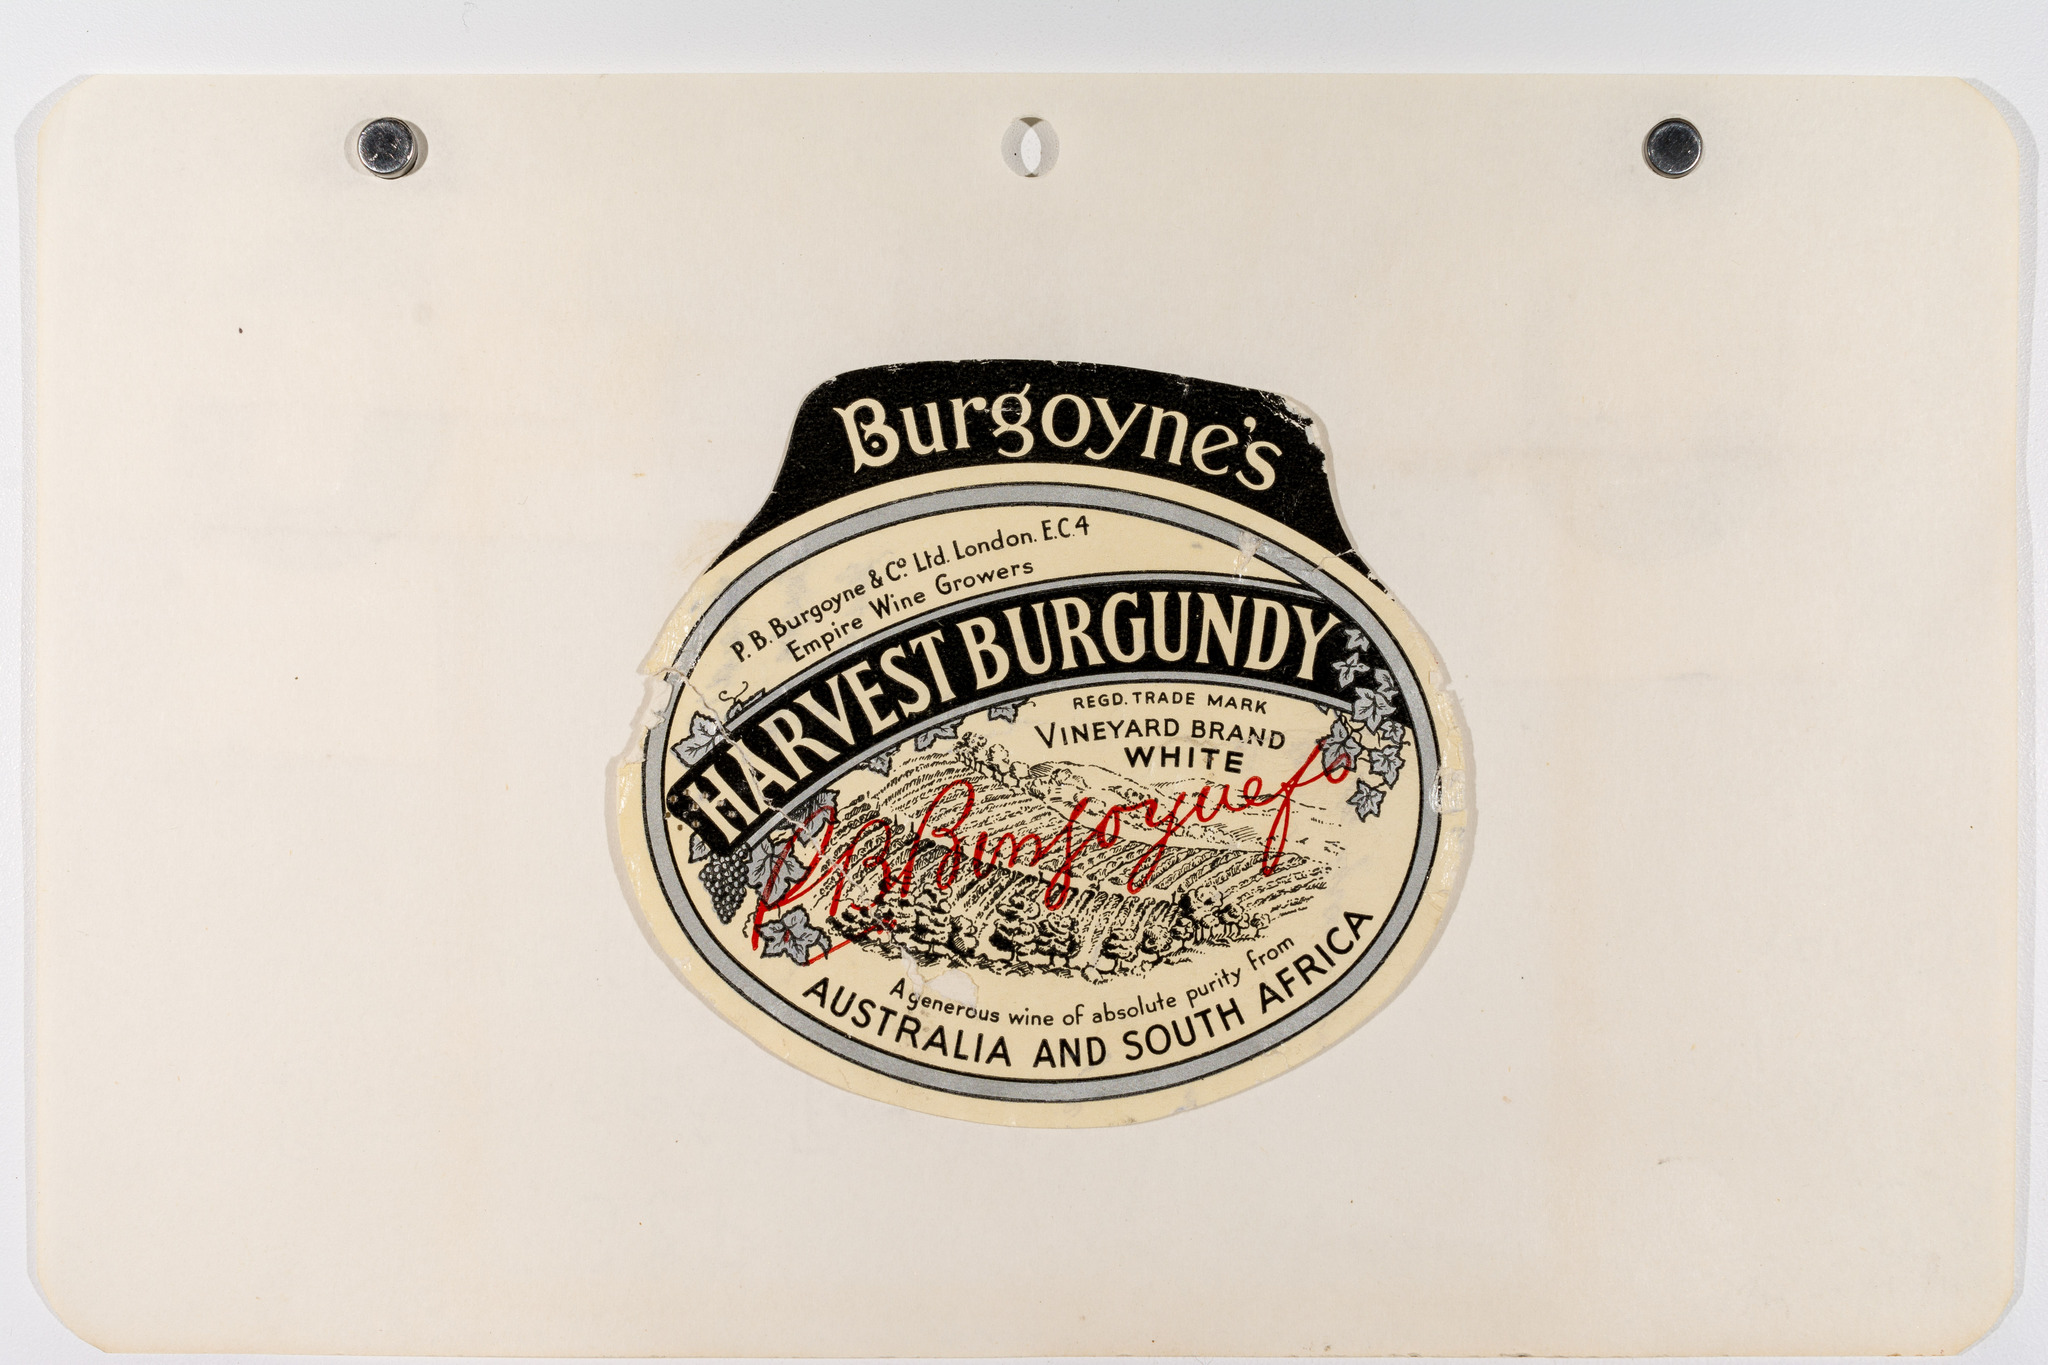 Burgoyne's
P. B. Burgoyne & Co. Ltd. London. E.C.4
Empire Wine Growers
HARVEST BURGUNDY
REGD. TRADE MARK
VINEYARD BRAND
WHITE
P B Burgoyne & Co
A generous wine of absolute purity from
AUSTRALIA AND SOUTH AFRICA